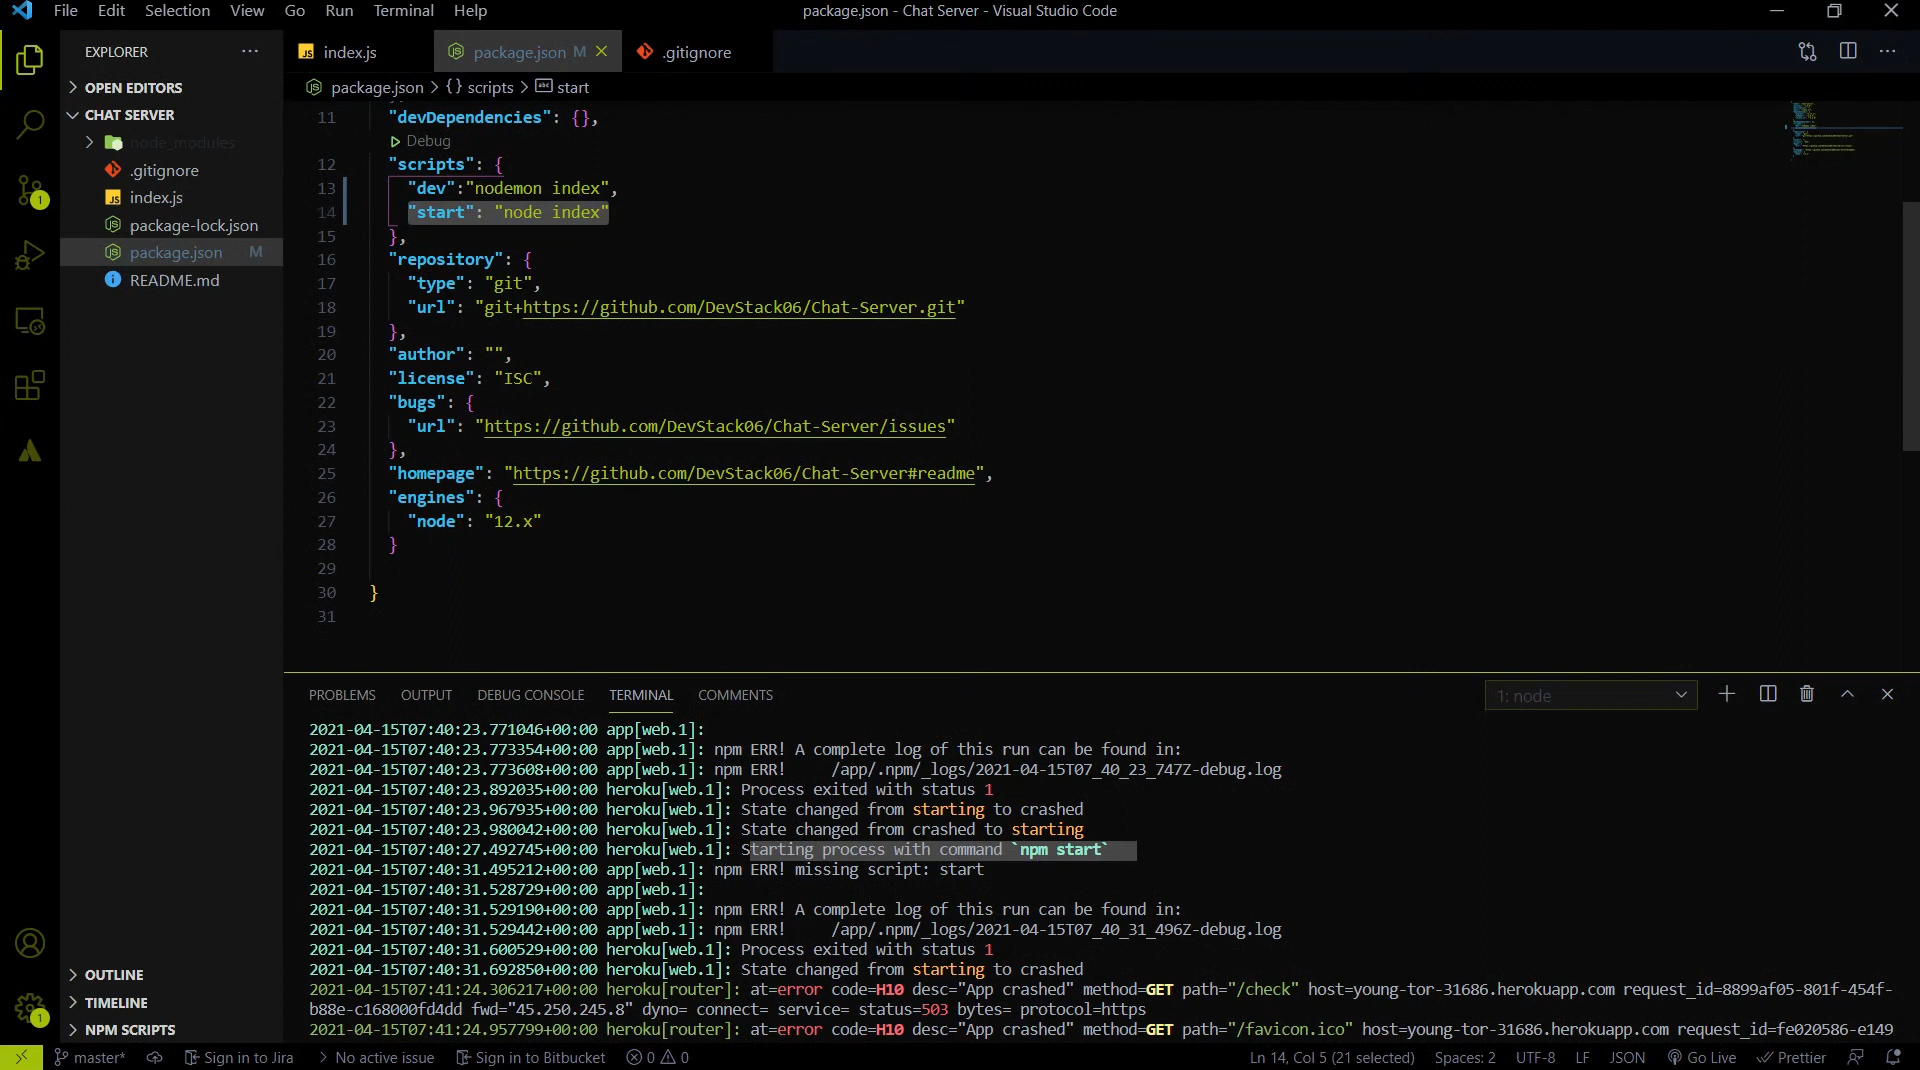 File Edit Selection View Go Run Terminal Help
package.json - Chat Server - Visual Studio Code
EXPLORER
OPEN EDITORS
CHAT SERVER
node_modules
.gitignore
index.js
package-lock.json
package.json M
README.md
OUTLINE
TIMELINE
NPM SCRIPTS
1
1
JS index.js
package.json M
.gitignore
package.json > {} scripts > abc start
11 "devDependencies": {},
Debug
12 "scripts": {
13 "dev":"nodemon index",
14 "start": "node index"
15 },
16 "repository": {
17 "type": "git",
18 "url": "git+https://github.com/DevStack06/Chat-Server.git"
19 },
20 "author": "",
21 "license": "ISC",
22 "bugs": {
23 "url": "https://github.com/DevStack06/Chat-Server/issues"
24 },
25 "homepage": "https://github.com/DevStack06/Chat-Server#readme",
26 "engines": {
27 "node": "12.x"
28 }
29
30 }
31
PROBLEMS OUTPUT DEBUG CONSOLE TERMINAL COMMENTS
1: node
2021-04-15T07:40:23.771046+00:00 app[web.1]:
2021-04-15T07:40:23.773354+00:00 app[web.1]: npm ERR! A complete log of this run can be found in:
2021-04-15T07:40:23.773608+00:00 app[web.1]: npm ERR!     /app/.npm/_logs/2021-04-15T07_40_23_747Z-debug.log
2021-04-15T07:40:23.892035+00:00 heroku[web.1]: Process exited with status 1
2021-04-15T07:40:23.967935+00:00 heroku[web.1]: State changed from starting to crashed
2021-04-15T07:40:23.980042+00:00 heroku[web.1]: State changed from crashed to starting
2021-04-15T07:40:27.492745+00:00 heroku[web.1]: Starting process with command `npm start`
2021-04-15T07:40:31.495212+00:00 app[web.1]: npm ERR! missing script: start
2021-04-15T07:40:31.528729+00:00 app[web.1]:
2021-04-15T07:40:31.529190+00:00 app[web.1]: npm ERR! A complete log of this run can be found in:
2021-04-15T07:40:31.529442+00:00 app[web.1]: npm ERR!     /app/.npm/_logs/2021-04-15T07_40_31_496Z-debug.log
2021-04-15T07:40:31.600529+00:00 heroku[web.1]: Process exited with status 1
2021-04-15T07:40:31.692850+00:00 heroku[web.1]: State changed from starting to crashed
2021-04-15T07:41:24.306217+00:00 heroku[router]: at=error code=H10 desc="App crashed" method=GET path="/check" host=young-tor-31686.herokuapp.com request_id=8899af05-801f-454f-
b88e-c168000fd4dd fwd="45.250.245.8" dyno= connect= service= status=503 bytes= protocol=https
2021-04-15T07:41:24.957799+00:00 heroku[router]: at=error code=H10 desc="App crashed" method=GET path="/favicon.ico" host=young-tor-31686.herokuapp.com request_id=fe020586-e149
master* Sign in to Jira No active issue Sign in to Bitbucket 0 0
Ln 14, Col 5 (21 selected) Spaces: 2 UTF-8 LF JSON Go Live Prettier